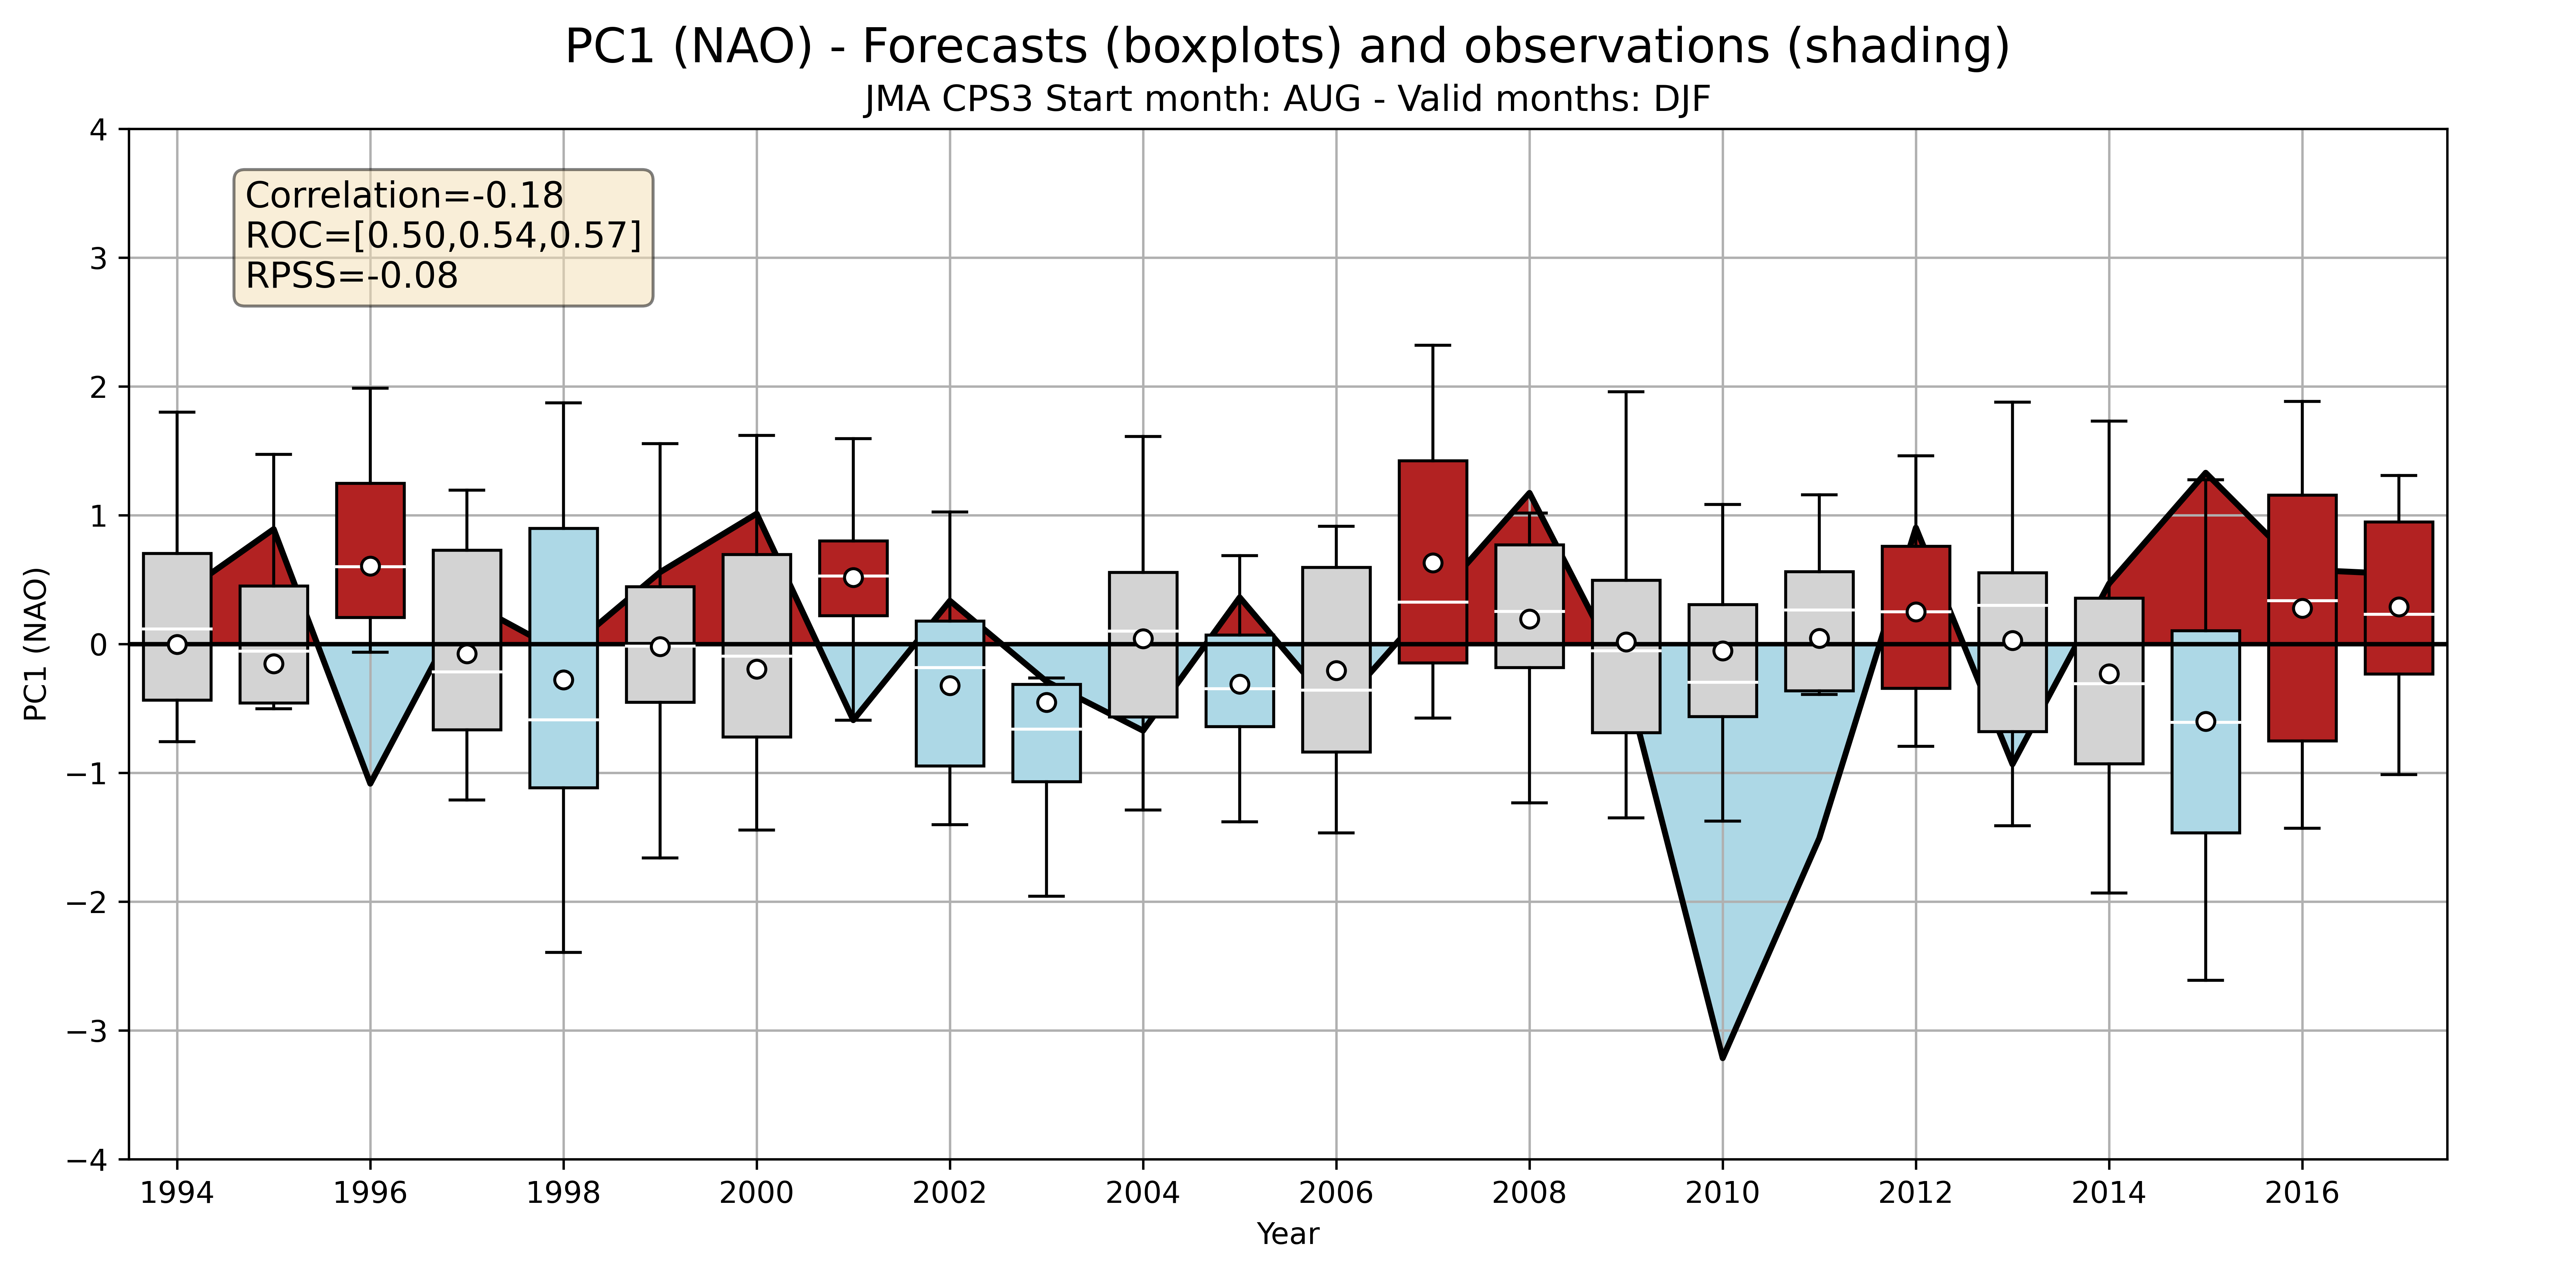 PC1 (NAO) - Forecasts (boxplots) and observations (shading)
JMA CPS3 Start month: AUG - Valid months: DJF
Correlation=-0.18
ROC=[0.50,0.54,0.57]
RPSS=-0.08
PC1 (NAO)
4
3
2
1
0
−1
−2
−3
−4
1994 1996 1998 2000 2002 2004 2006 2008 2010 2012 2014 2016
Year